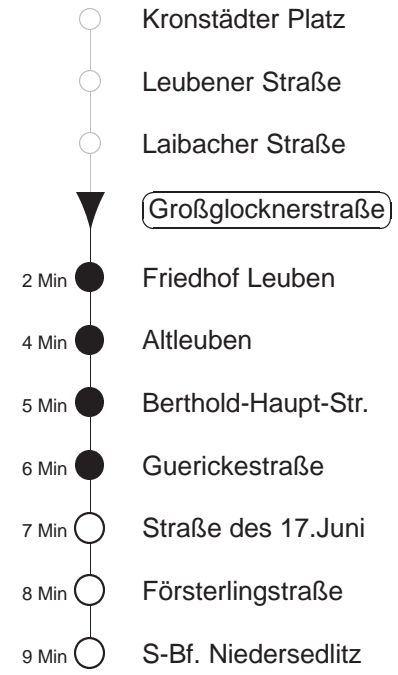 Kronstädter Platz
Leubener Straße
Laibacher Straße
Großglocknerstraße
2 Min Friedhof Leuben
4 Min Altleuben
5 Min Berthold-Haupt-Str.
6 Min Guerickestraße
7 Min Straße des 17.Juni
8 Min Försterlingstraße
9 Min S-Bf. Niedersedlitz